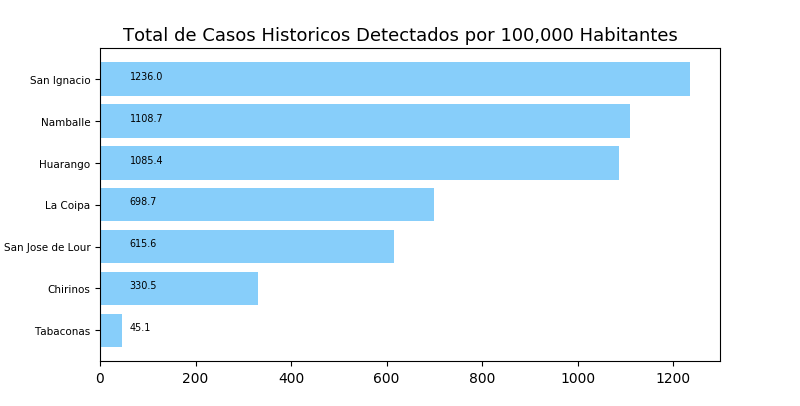 Total de Casos Historicos Detectados por 100,000 Habitantes
San Ignacio 1236.0
Namballe 1108.7
Huarango 1085.4
La Coipa 698.7
San Jose de Lour 615.6
Chirinos 330.5
Tabaconas 45.1
0 200 400 600 800 1000 1200